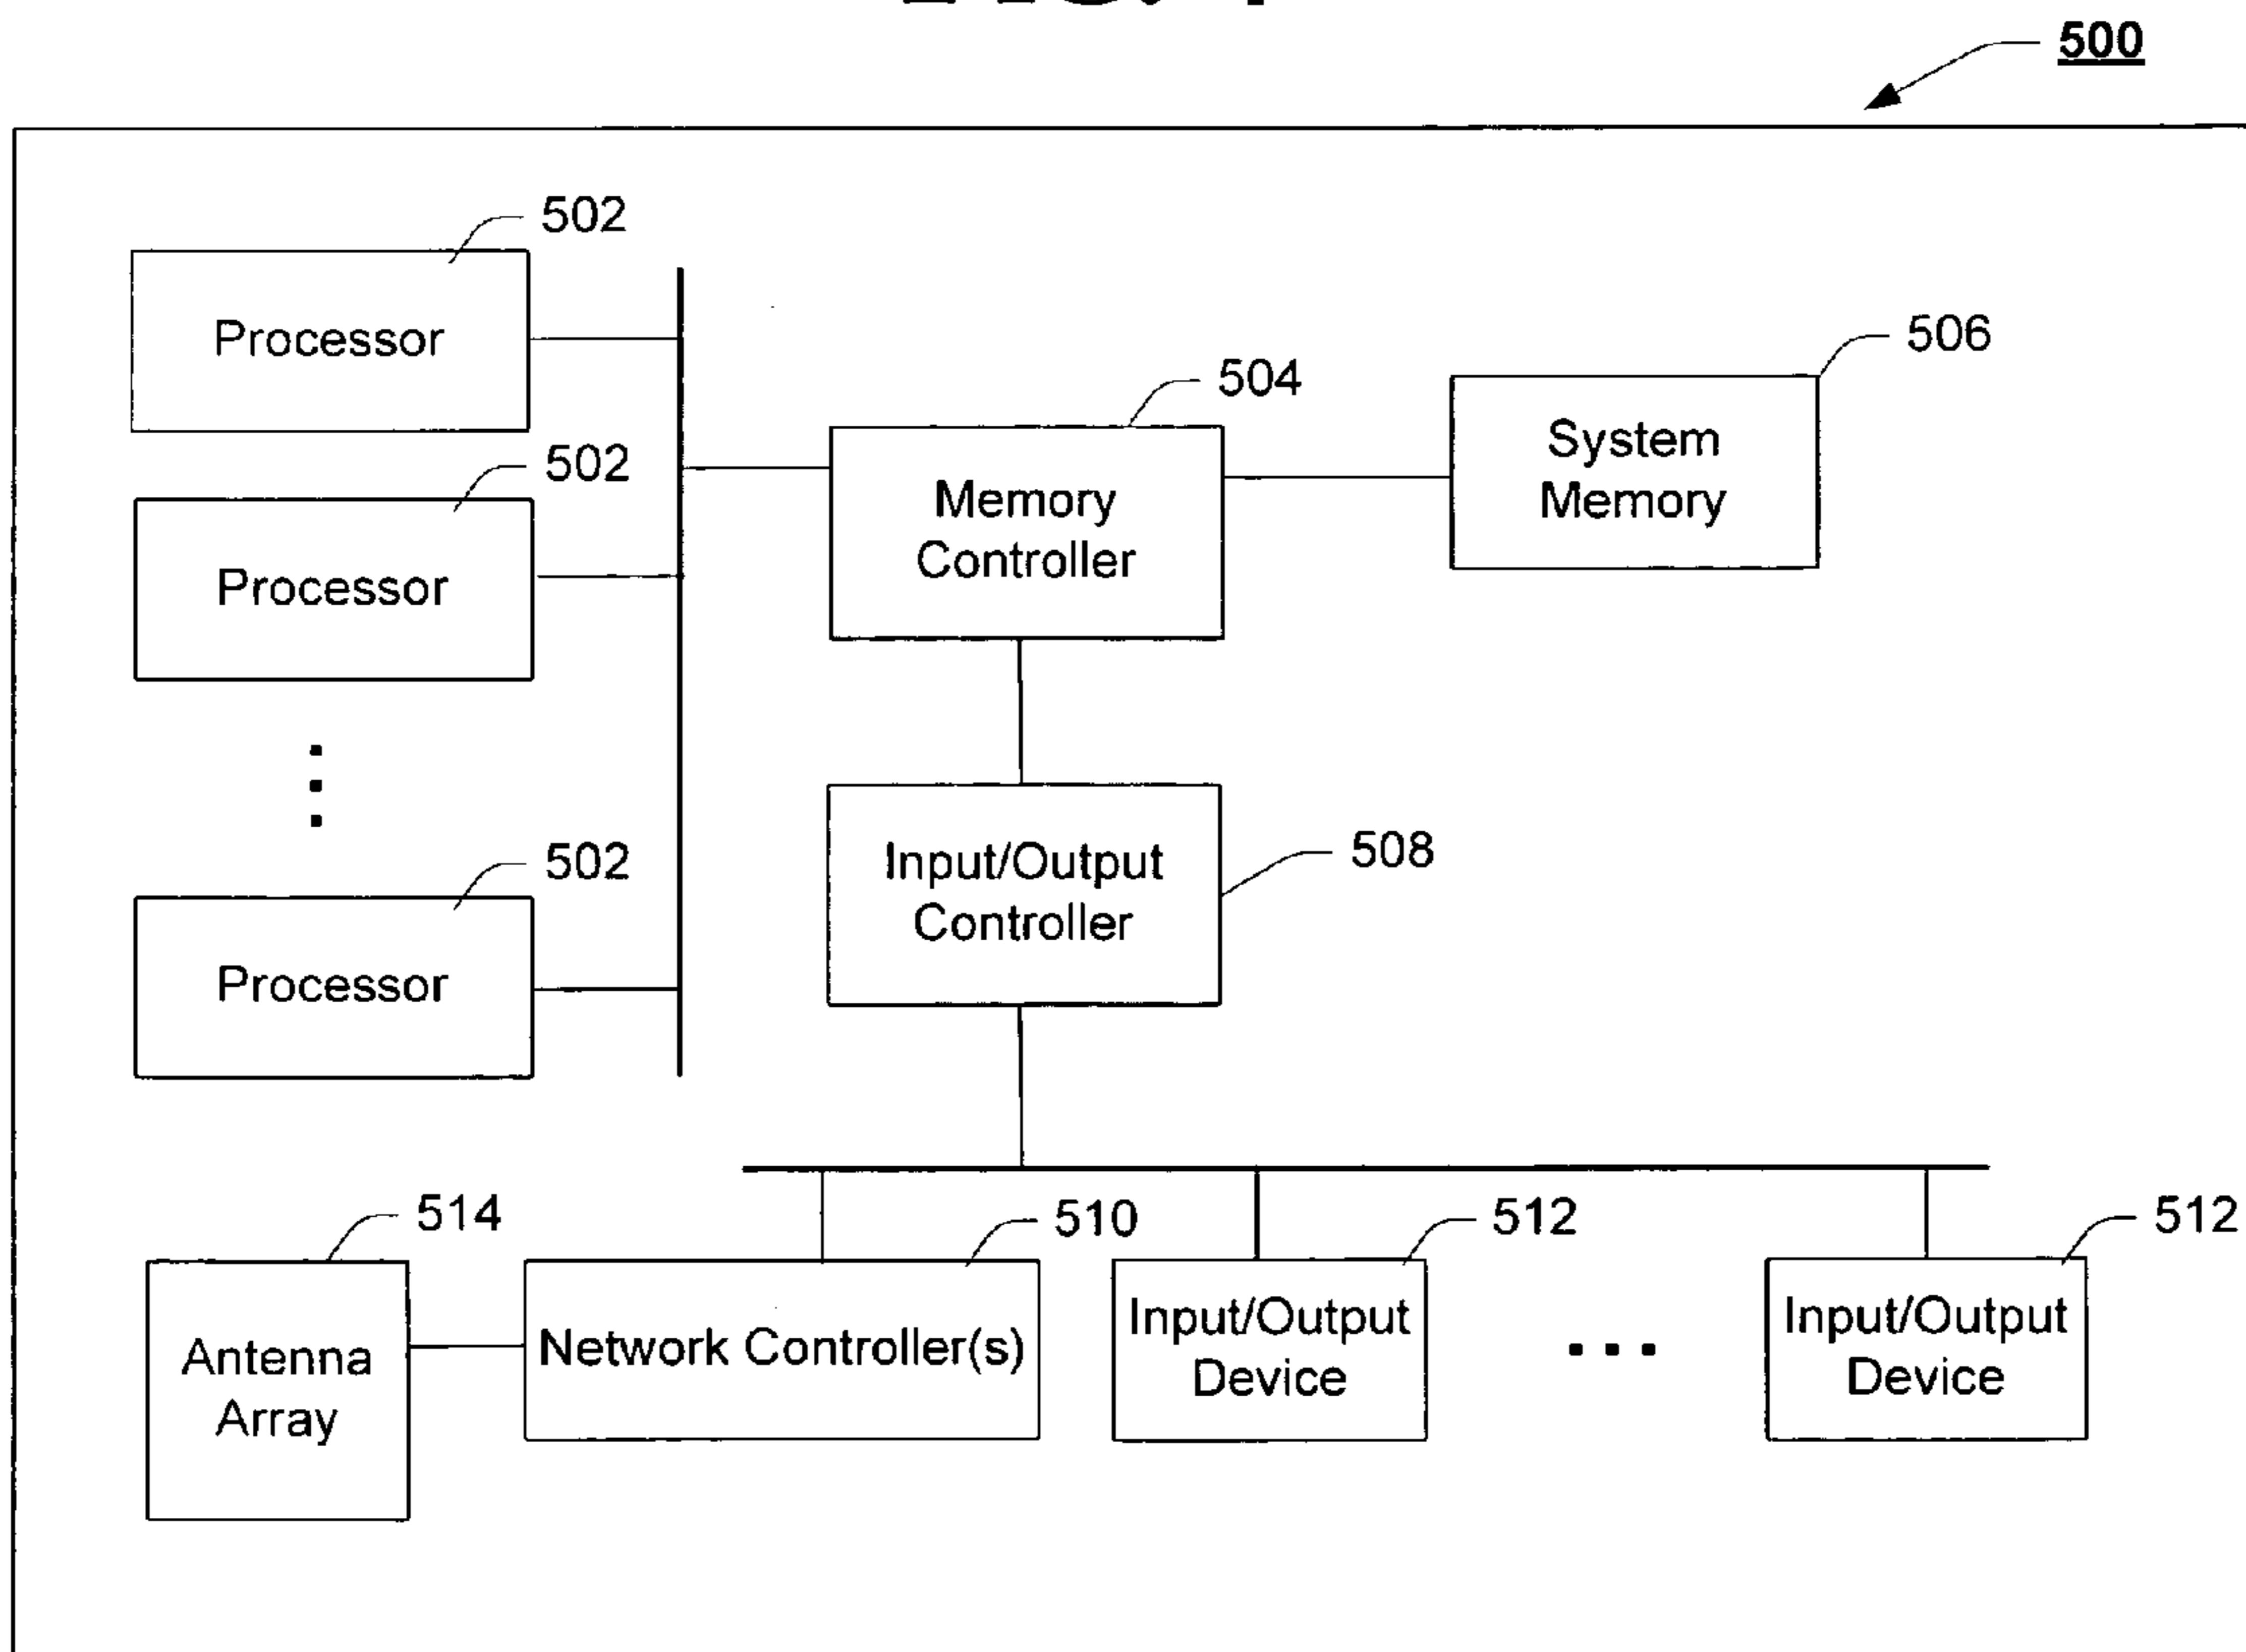 500
502
Processor
506
504
System
Memory
502
Memory
Controller
Processor
502
Input/Output
Controller
508
Processor
514
510
512
512
Antenna
Array
Network Controller(s)
Input/Output
Device
Input/Output
Device